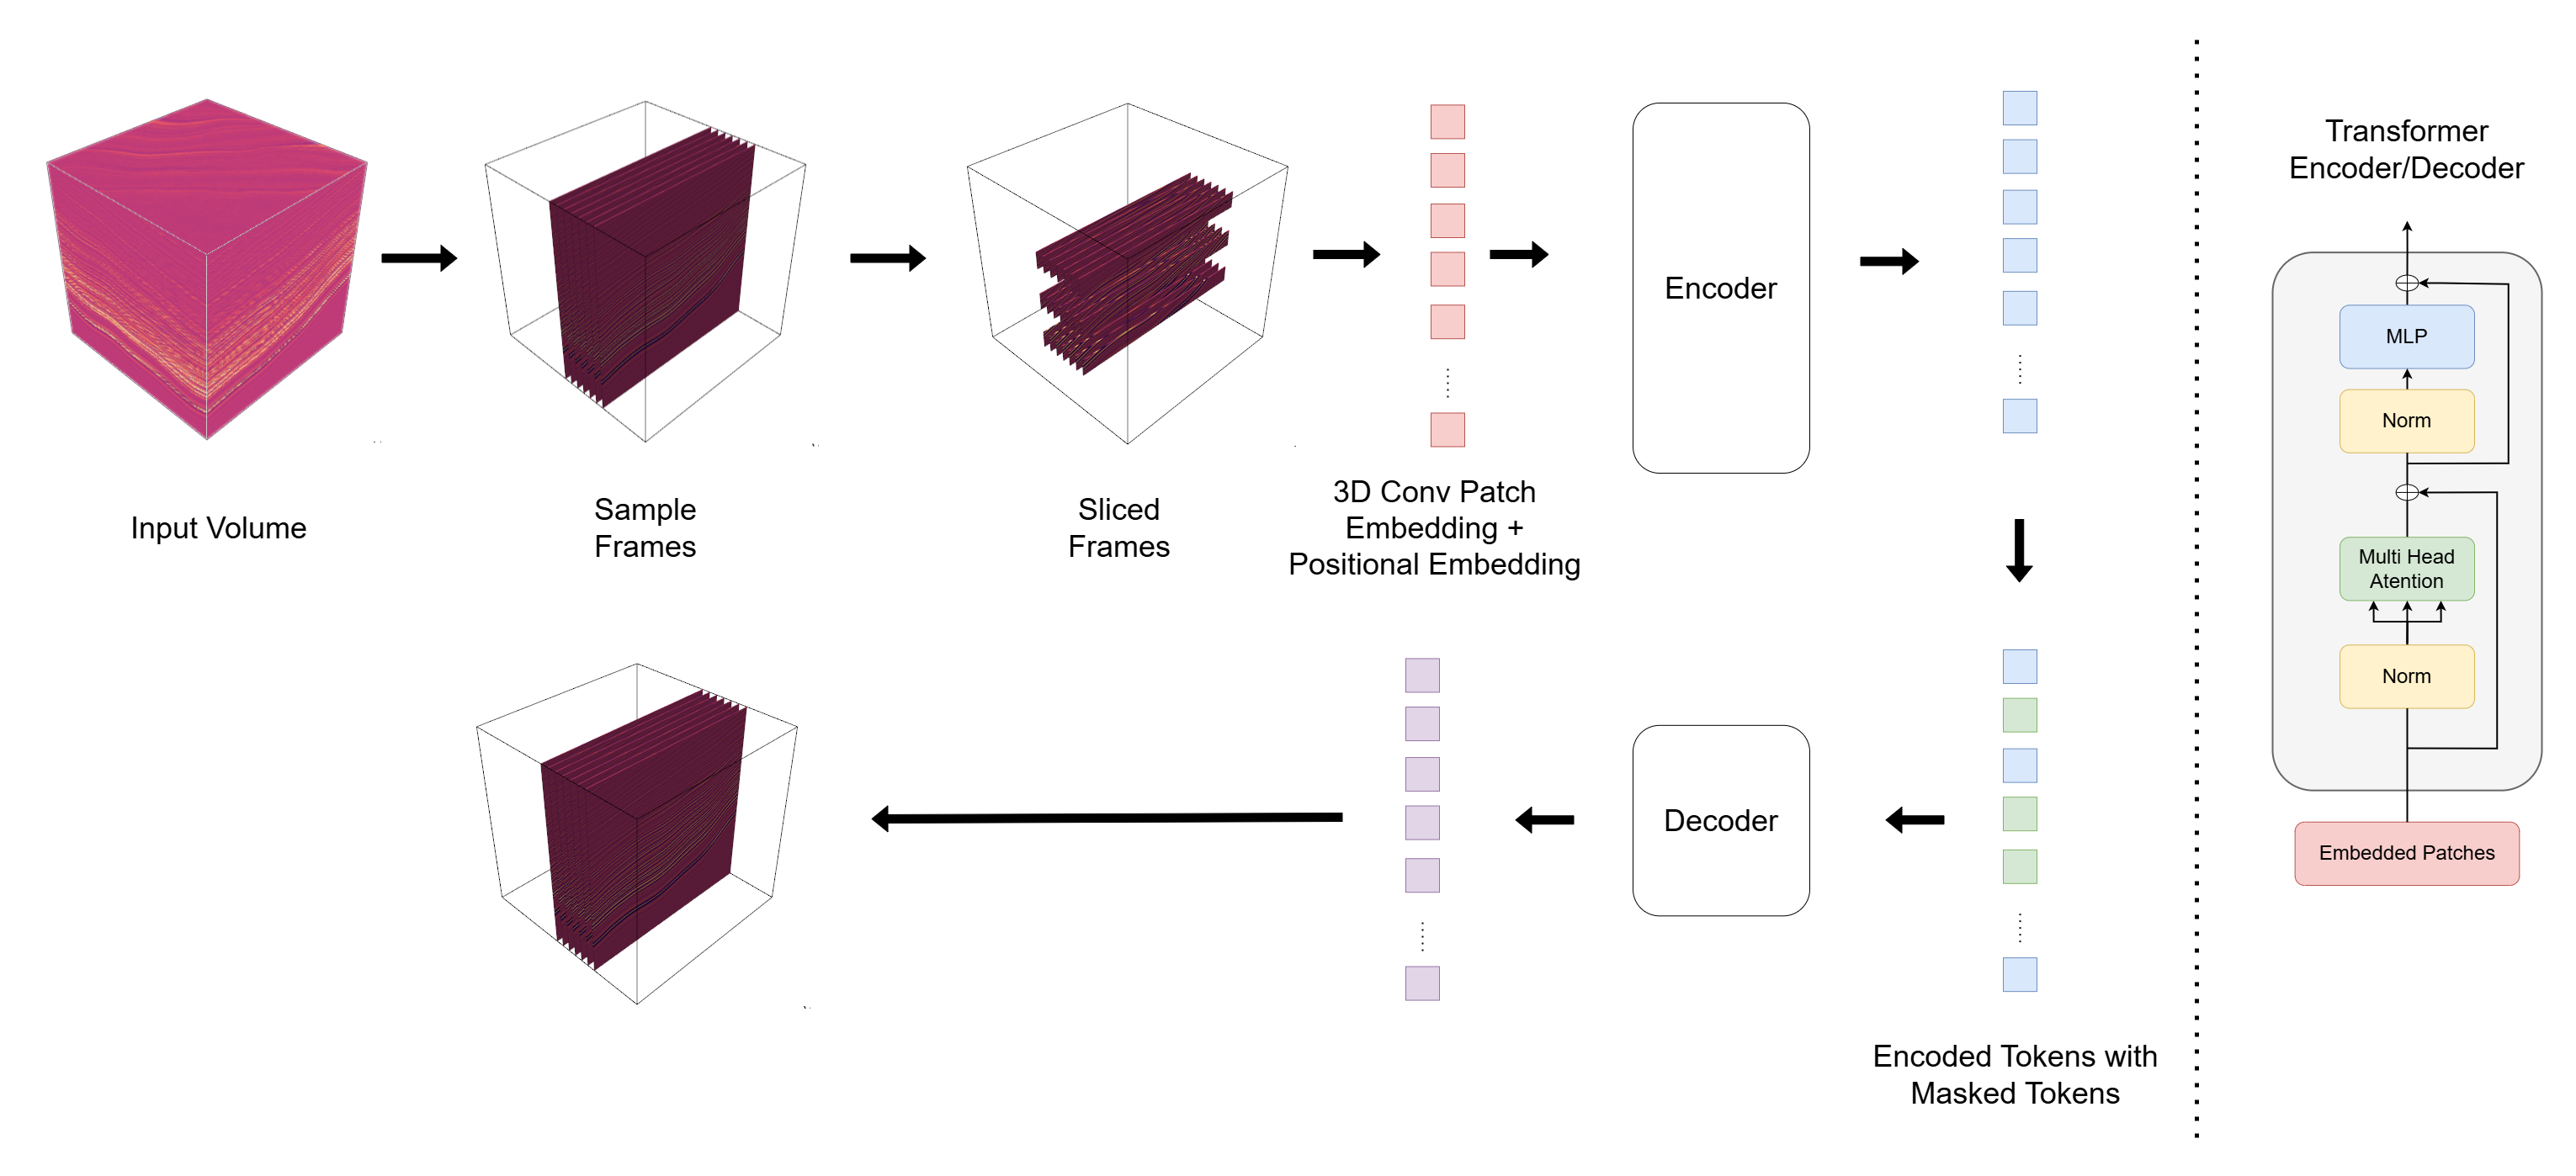 Input Volume
Sample
Frames
Sliced
Frames
3D Conv Patch
Embedding +
Positional Embedding
Encoder
Decoder
Encoded Tokens with
Masked Tokens
Transformer
Encoder/Decoder
MLP
Norm
Multi Head
Atention
Norm
Embedded Patches